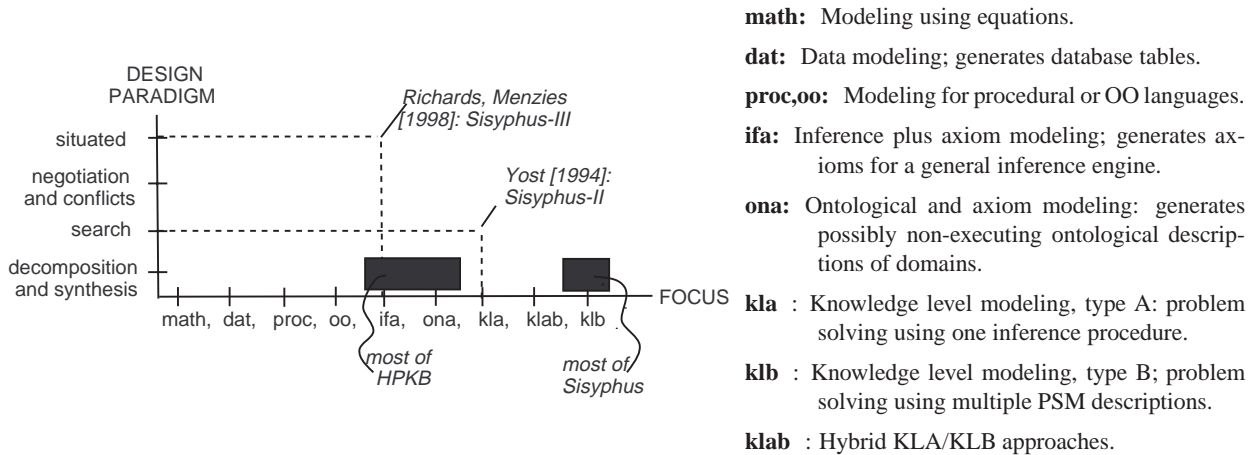 DESIGN
PARADIGM
situated
negotiation
and conflicts
search
decomposition
and synthesis
Richards, Menzies
[1998]: Sisyphus-III
Yost [1994]:
Sisyphus-II
FOCUS
math, dat, proc, oo, ifa, ona, kla, klab, klb
most of
HPKB
most of
Sisyphus
math: Modeling using equations.
dat: Data modeling; generates database tables.
proc,oo: Modeling for procedural or OO languages.
ifa: Inference plus axiom modeling; generates ax-
ioms for a general inference engine.
ona: Ontological and axiom modeling: generates
possibly non-executing ontological descrip-
tions of domains.
kla : Knowledge level modeling, type A: problem
solving using one inference procedure.
klb : Knowledge level modeling, type B; problem
solving using multiple PSM descriptions.
klab : Hybrid KLA/KLB approaches.